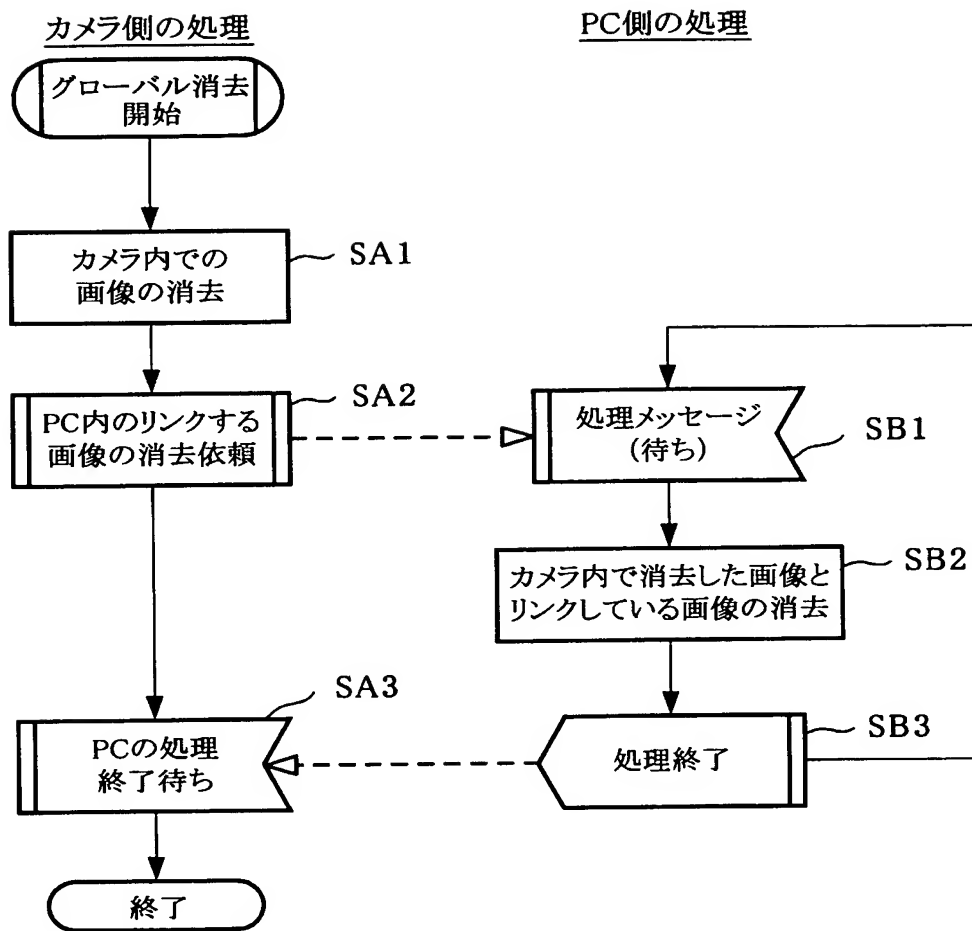 カメラ側の処理
PC側の処理
グローバル消去
開始
カメラ内での
画像の消去
SA1
PC内のリンクする
画像の消去依頼
SA2
処理メッセージ
(待ち)
SB1
カメラ内で消去した画像と
リンクしている画像の消去
SB2
PCの処理
終了待ち
SA3
処理終了
SB3
終了